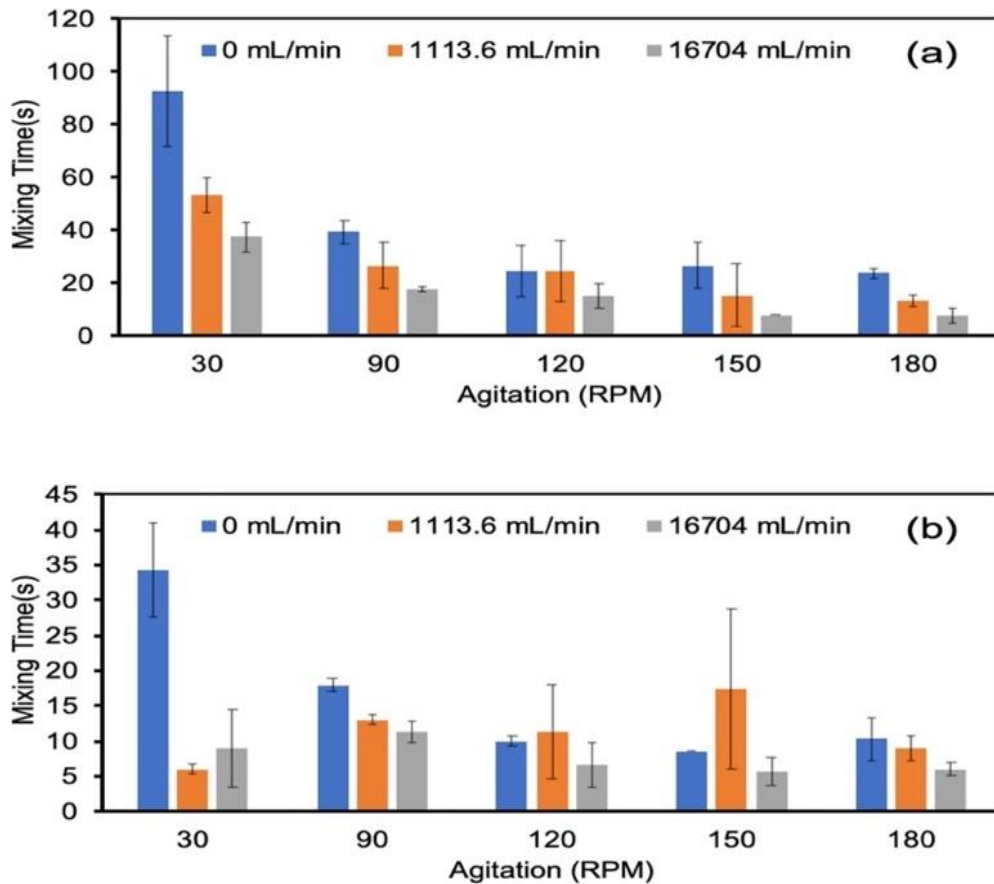 120
100
80
60
40
20
0
Mixing Time(s)
0 mL/min 1113.6 mL/min 16704 mL/min
(a)
30 90 120 150 180
Agitation (RPM)
45
40
35
30
25
20
15
10
5
0
Mixing Time(s)
0 mL/min 1113.6 mL/min 16704 mL/min
(b)
30 90 120 150 180
Agitation (RPM)